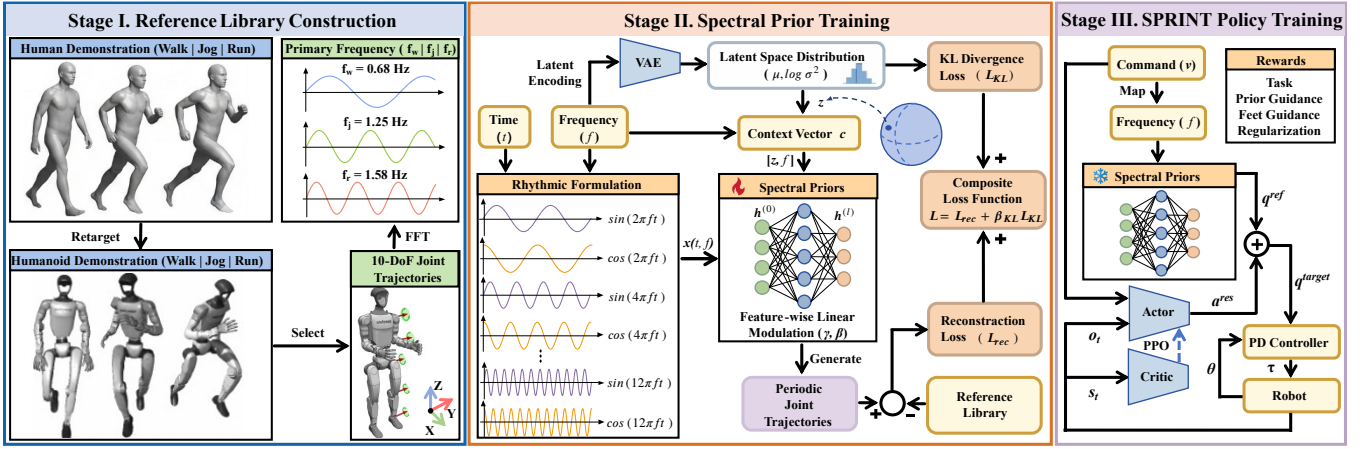 Stage I. Reference Library Construction
Human Demonstration (Walk | Jog | Run)
Primary Frequency ( f_w | f_j | f_r )
f_w = 0.68 Hz
f_j = 1.25 Hz
f_r = 1.58 Hz
Retarget
FFT
Humanoid Demonstration (Walk | Jog | Run)
10-DoF Joint
Trajectories
Select
Z
Y
X
Stage II. Spectral Prior Training
Latent
Encoding
VAE
Latent Space Distribution
( μ, log σ² )
KL Divergence
Loss ( L_KL )
z
Time
(t)
Frequency
(f)
Context Vector c
[z, f]
+
Rhythmic Formulation
sin(2πft)
cos(2πft)
sin(4πft)
cos(4πft)
sin(12πft)
cos(12πft)
x(t, f)
Spectral Priors
h^(0)
h^(l)
Feature-wise Linear
Modulation (γ, β)
Composite
Loss Function
L = L_rec + β_KL L_KL
+
Reconstruction
Loss ( L_rec )
Generate
Periodic
Joint
Trajectories
+
-
Reference
Library
Stage III. SPRINT Policy Training
Command (v)
Map
Frequency (f)
Rewards
Task
Prior Guidance
Feet Guidance
Regularization
Spectral Priors
q^ref
+
q^target
a^res
Actor
o_t
PPO
Critic
s_t
θ
PD Controller
τ
Robot